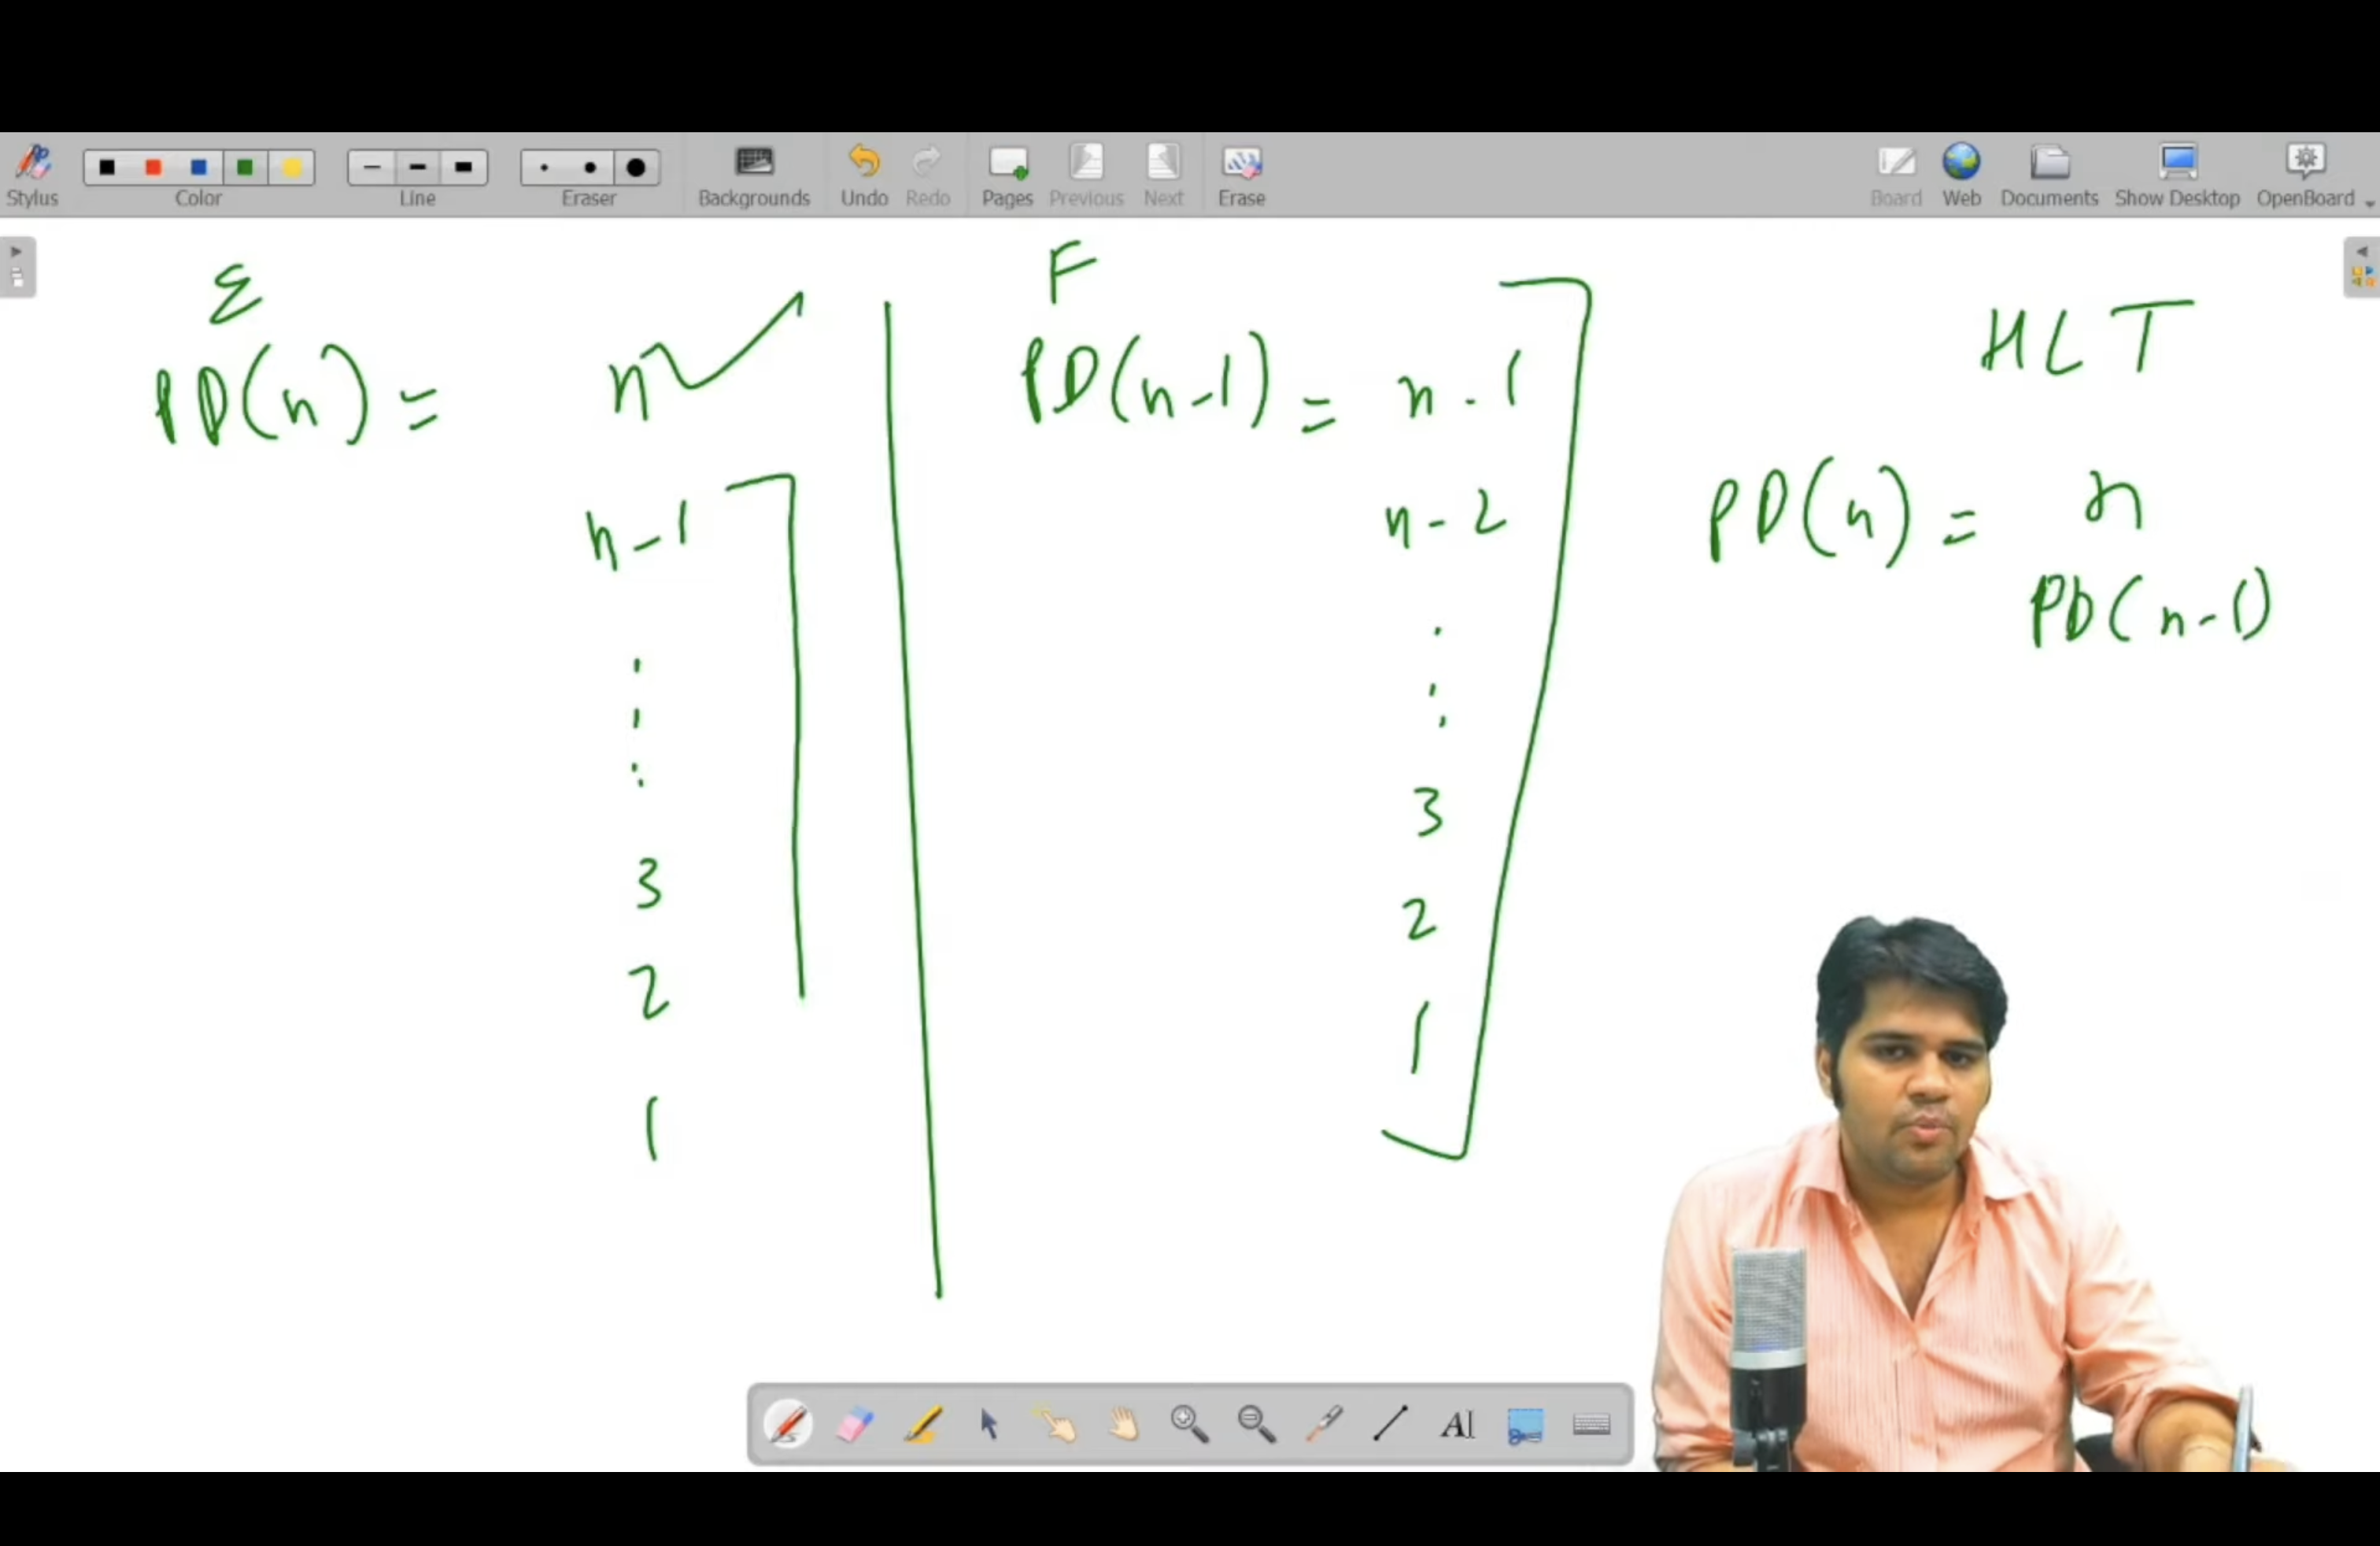 Stylus Color Line Eraser Backgrounds Undo Redo Pages Previous Next Erase Board Web Documents Show Desktop OpenBoard
E
PD(n) = n
n-1
.
.
.
3
2
1
F
PD(n-1) = n-1
n-2
.
.
.
3
2
1
HLT
PD(n) = n
PD(n-1)
AI